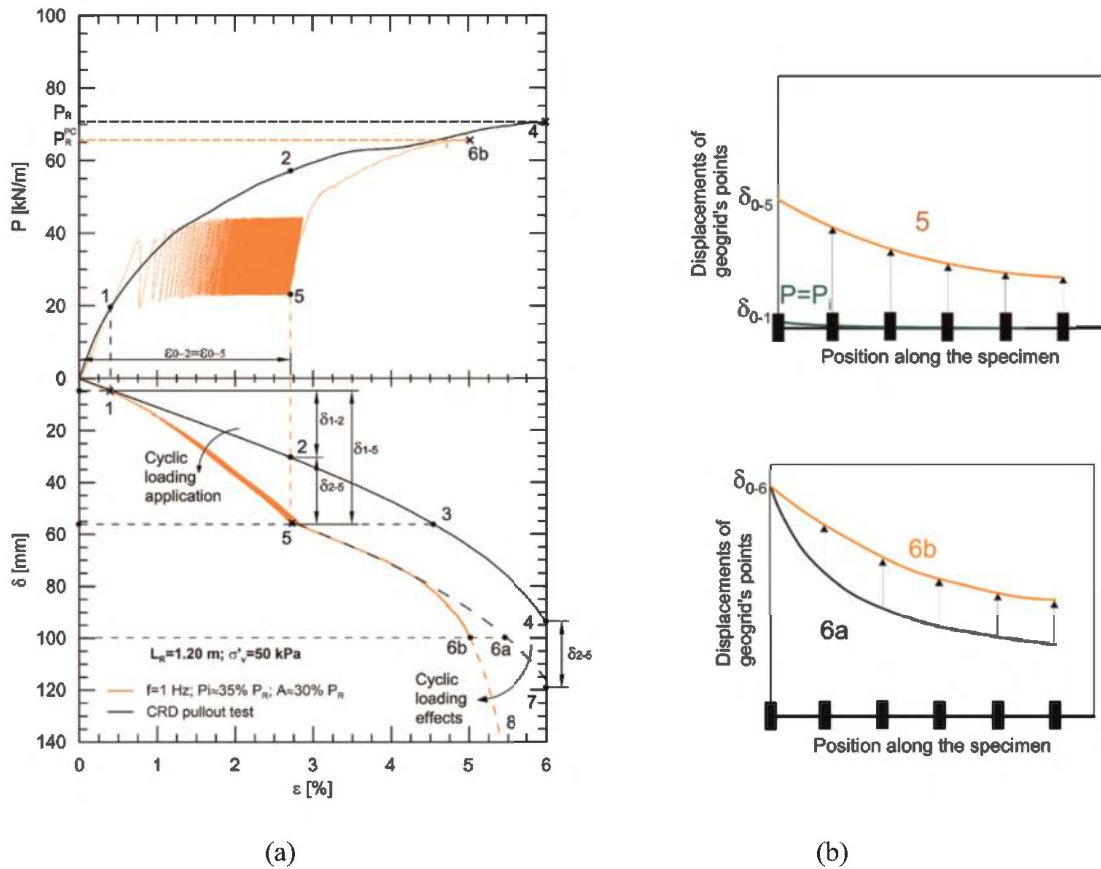 100
80
P_R
P_R^PC
60
40
20
0
P [kN/m]
1
2
4
5
6b
ε0−2=ε0−5
20
40
60
80
100
120
140
δ [mm]
1
2
3
4
5
6b
6a
7
8
δ1-2
δ1-5
δ2-5
δ2-5
Cyclic
loading
application
L_R=1.20 m; σ'_v=50 kPa
f=1 Hz; Pi≈35% P_R; A≈30% P_R
CRD pullout test
Cyclic
loading
effects
0 1 2 3 4 5 6
ε [%]
(a)
Displacements of
geogrid's points
δ0-5
5
P=P_i
δ0-1
Position along the specimen
Displacements of
geogrid's points
δ0-6
6b
6a
Position along the specimen
(b)